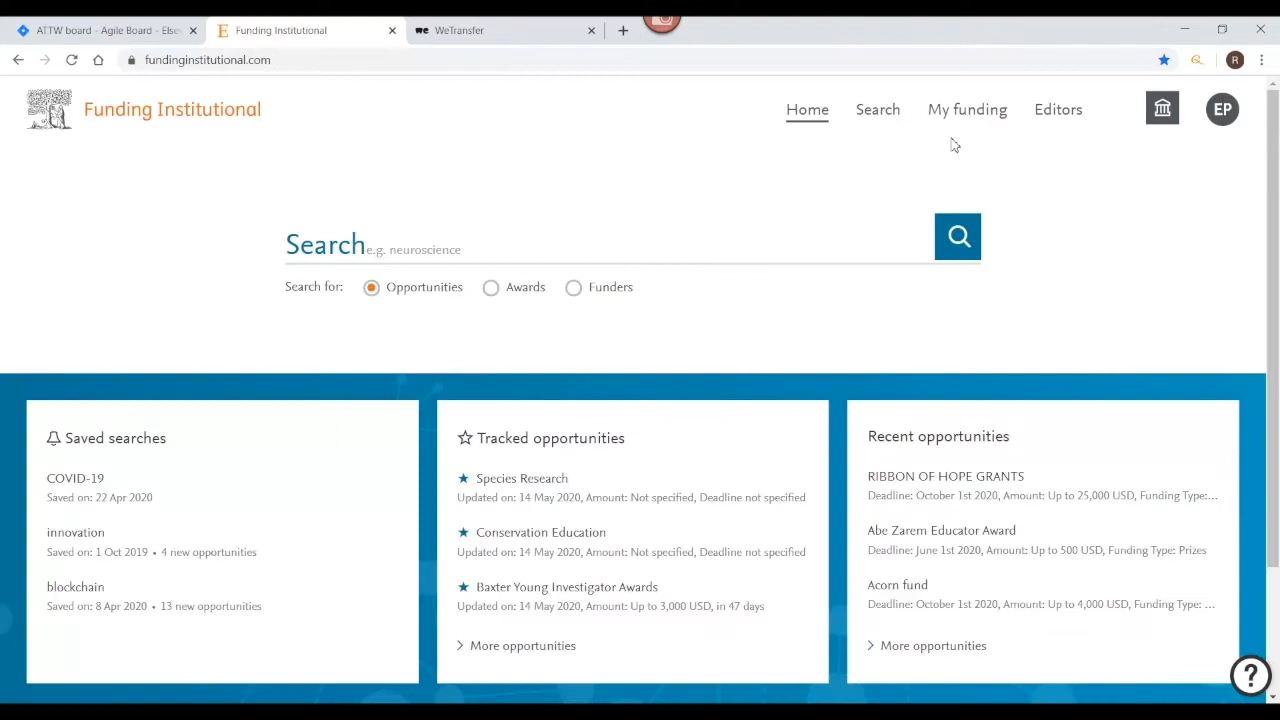 ATTW board - Agile Board - Else
Funding Institutional
WeTransfer
fundinginstitutional.com
R
Funding Institutional
Home
Search
My funding
Editors
EP
Search e.g. neuroscience
Search for:
Opportunities
Awards
Funders
Saved searches
COVID-19
Saved on: 22 Apr 2020
innovation
Saved on: 1 Oct 2019 • 4 new opportunities
blockchain
Saved on: 8 Apr 2020 • 13 new opportunities
Tracked opportunities
Species Research
Updated on: 14 May 2020, Amount: Not specified, Deadline not specified
Conservation Education
Updated on: 14 May 2020, Amount: Not specified, Deadline not specified
Baxter Young Investigator Awards
Updated on: 14 May 2020, Amount: Up to 3,000 USD, in 47 days
More opportunities
Recent opportunities
RIBBON OF HOPE GRANTS
Deadline: October 1st 2020, Amount: Up to 25,000 USD, Funding Type:...
Abe Zarem Educator Award
Deadline: June 1st 2020, Amount: Up to 500 USD, Funding Type: Prizes
Acorn fund
Deadline: October 1st 2020, Amount: Up to 4,000 USD, Funding Type: ...
More opportunities
?